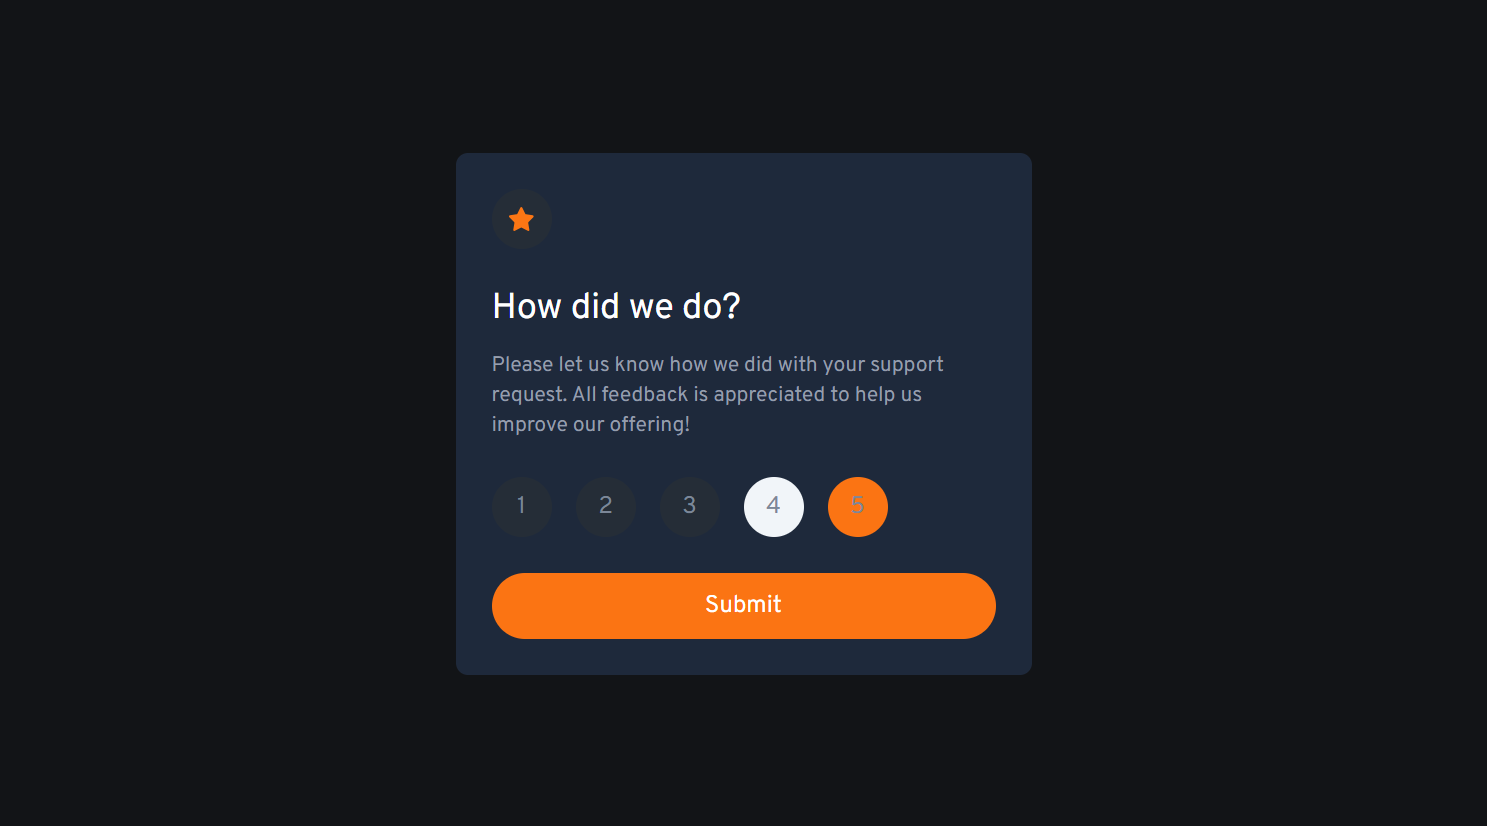 How did we do?
Please let us know how we did with your support
request. All feedback is appreciated to help us
improve our offering!
1 2 3 4 5
Submit